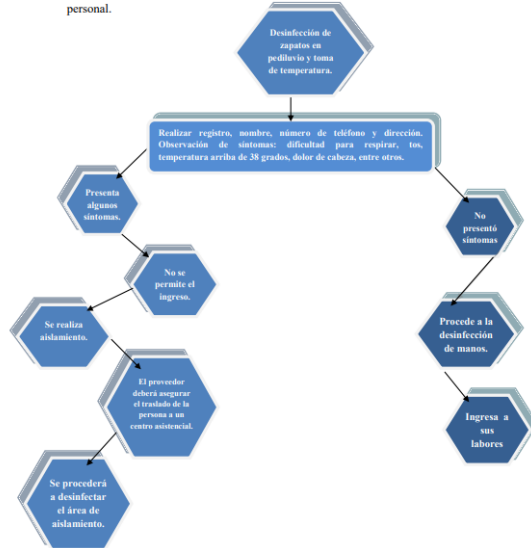 personal.
Desinfección de
zapatos en
pediluvio y toma
de temperatura.
Realizar registro, nombre, número de teléfono y dirección.
Observación de síntomas: dificultad para respirar, tos,
temperatura arriba de 38 grados, dolor de cabeza, entre otros.
Presenta
algunos
síntomas.
No se
permite el
ingreso.
Se realiza
aislamiento.
El proveedor
deberá asegurar
el traslado de la
persona a un
centro asistencial.
Se procederá
a desinfectar
el área de
aislamiento.
No
presentó
síntomas
Procede a la
desinfección
de manos.
Ingresa a
sus
labores